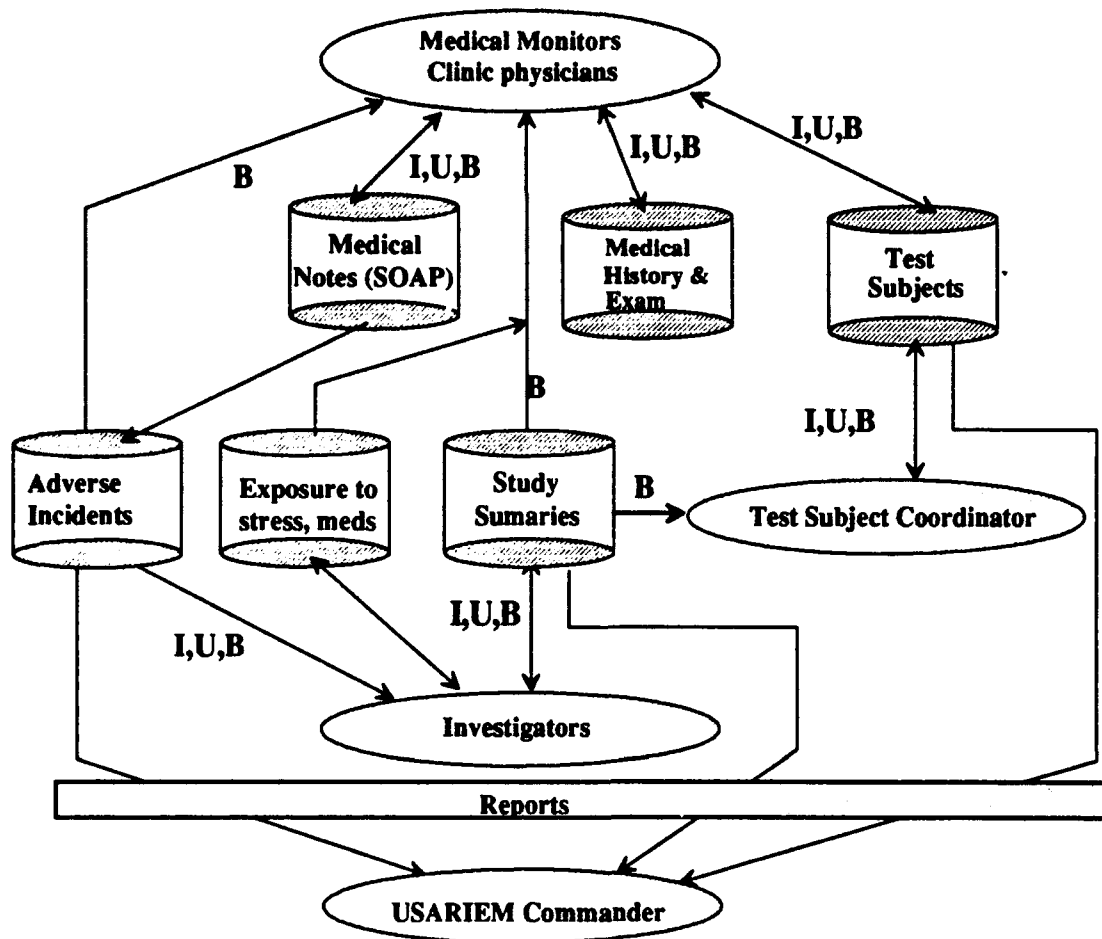 Medical Monitors
Clinic physicians
B
I,U,B
I,U,B
I,U,B
Medical
Notes (SOAP)
Medical
History &
Exam
Test
Subjects
B
I,U,B
Adverse
Incidents
Exposure to
stress, meds
Study
Sumaries
B
Test Subject Coordinator
I,U,B
I,U,B
Investigators
Reports
USARIEM Commander